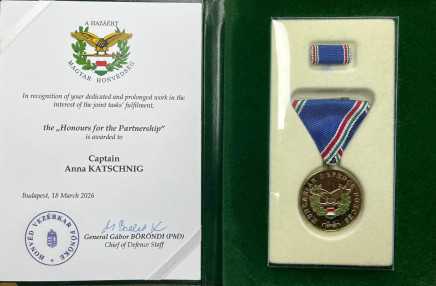 A HAZÁÉRT
MAGYAR HONVÉDSÉG
In recognition of your dedicated and prolonged work in the
interest of the joint tasks' fulfilment,
the „Honours for the Partnership"
is awarded to
Captain
Anna KATSCHNIG
Budapest, 18 March 2026
General Gábor BÖRÖNDI (PhD)
Chief of Defence Staff
HONVÉD VEZÉRKAR FŐNÖKE